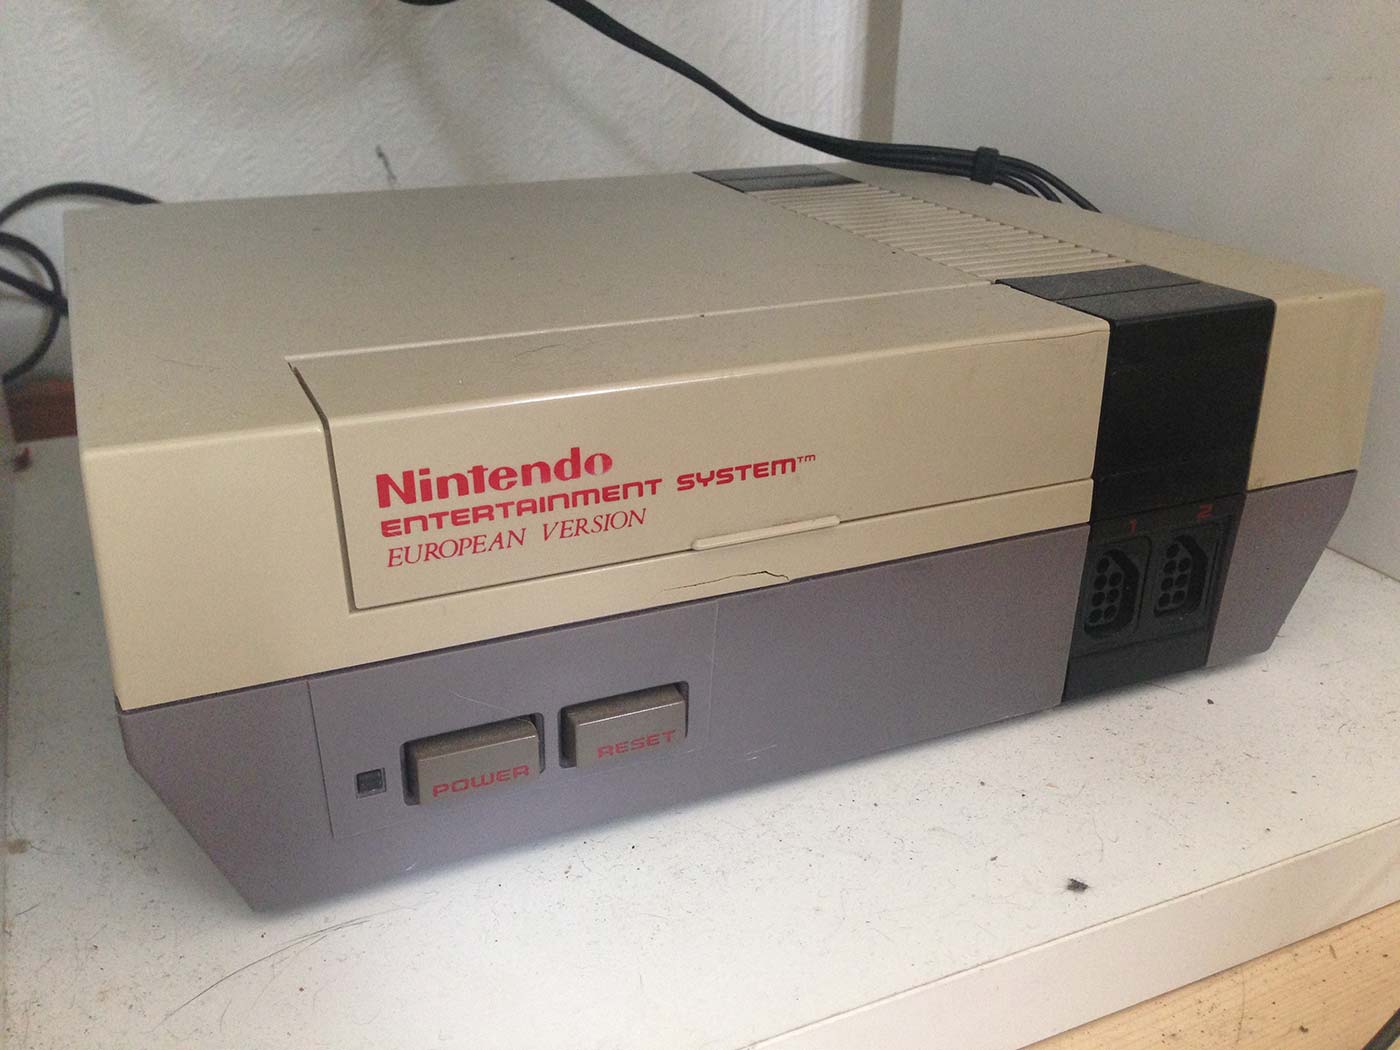 Nintendo
ENTERTAINMENT SYSTEM™
EUROPEAN VERSION
1 2
POWER RESET